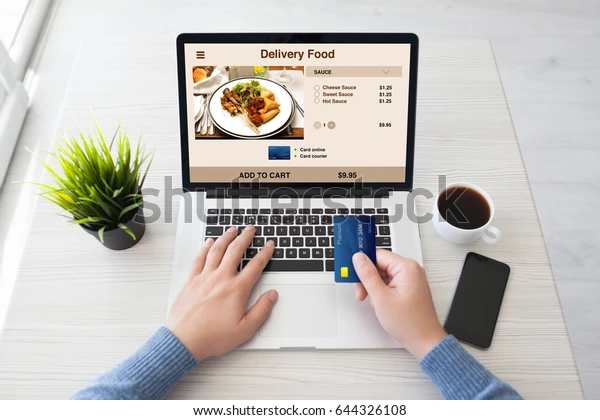 Delivery Food
SAUCE
Cheese Sauce $1.25
Sweet Sauce $1.25
Hot Sauce $1.25
- 1 + $9.95
Card online
Card courier
ADD TO CART $9.95
Platinum
shutterstock
shutterstock.com · 644326108